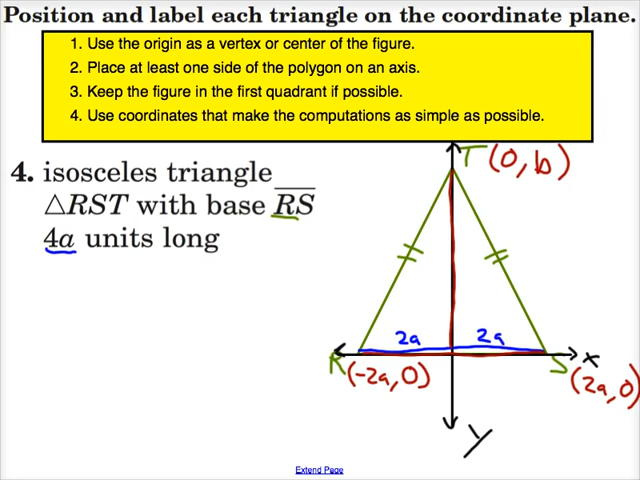 Position and label each triangle on the coordinate plane.
1. Use the origin as a vertex or center of the figure.
2. Place at least one side of the polygon on an axis.
3. Keep the figure in the first quadrant if possible.
4. Use coordinates that make the computations as simple as possible.
4. isosceles triangle
△RST with base RS
4a units long
T(0,b)
2a 2a
R S x
(-2a,0) (2a,0)
y
Extend Page